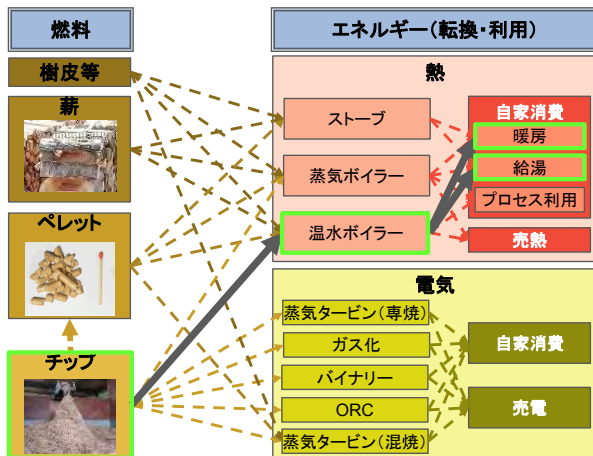 燃料
エネルギー(転換・利用)
樹皮等
薪
ペレット
チップ
熱
ストーブ
蒸気ボイラー
温水ボイラー
自家消費
暖房
給湯
プロセス利用
売熱
電気
蒸気タービン(専焼)
ガス化
バイナリー
ORC
蒸気タービン(混焼)
自家消費
売電